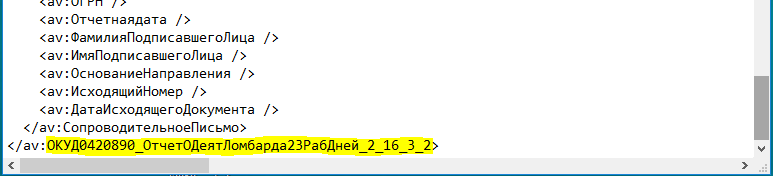 <av:ОГРН />
<av:Отчетнаядата />
<av:ФамилияПодписавшегоЛица />
<av:ИмяПодписавшегоЛица />
<av:ОснованиеНаправления />
<av:ИсходящийНомер />
<av:ДатаИсходящегоДокумента />
</av:СопроводительноеПисьмо>
</av:ОКУД0420890_ОтчетОДеятЛомбарда23РабДней_2_16_3_2>